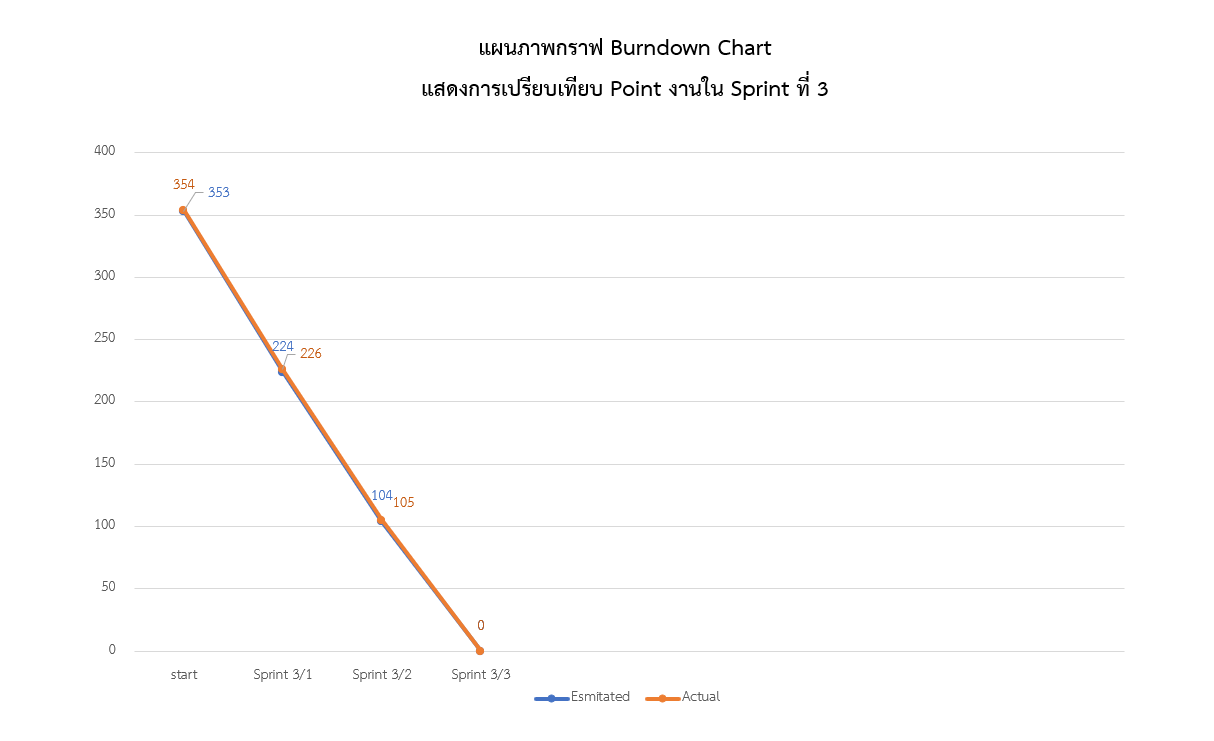 แผนภาพกราฟ Burndown Chart
แสดงการเปรียบเทียบ Point งานใน Sprint ที่ 3
400
350
300
250
200
150
100
50
0
354
353
224
226
104
105
0
start
Sprint 3/1
Sprint 3/2
Sprint 3/3
Esmitated
Actual